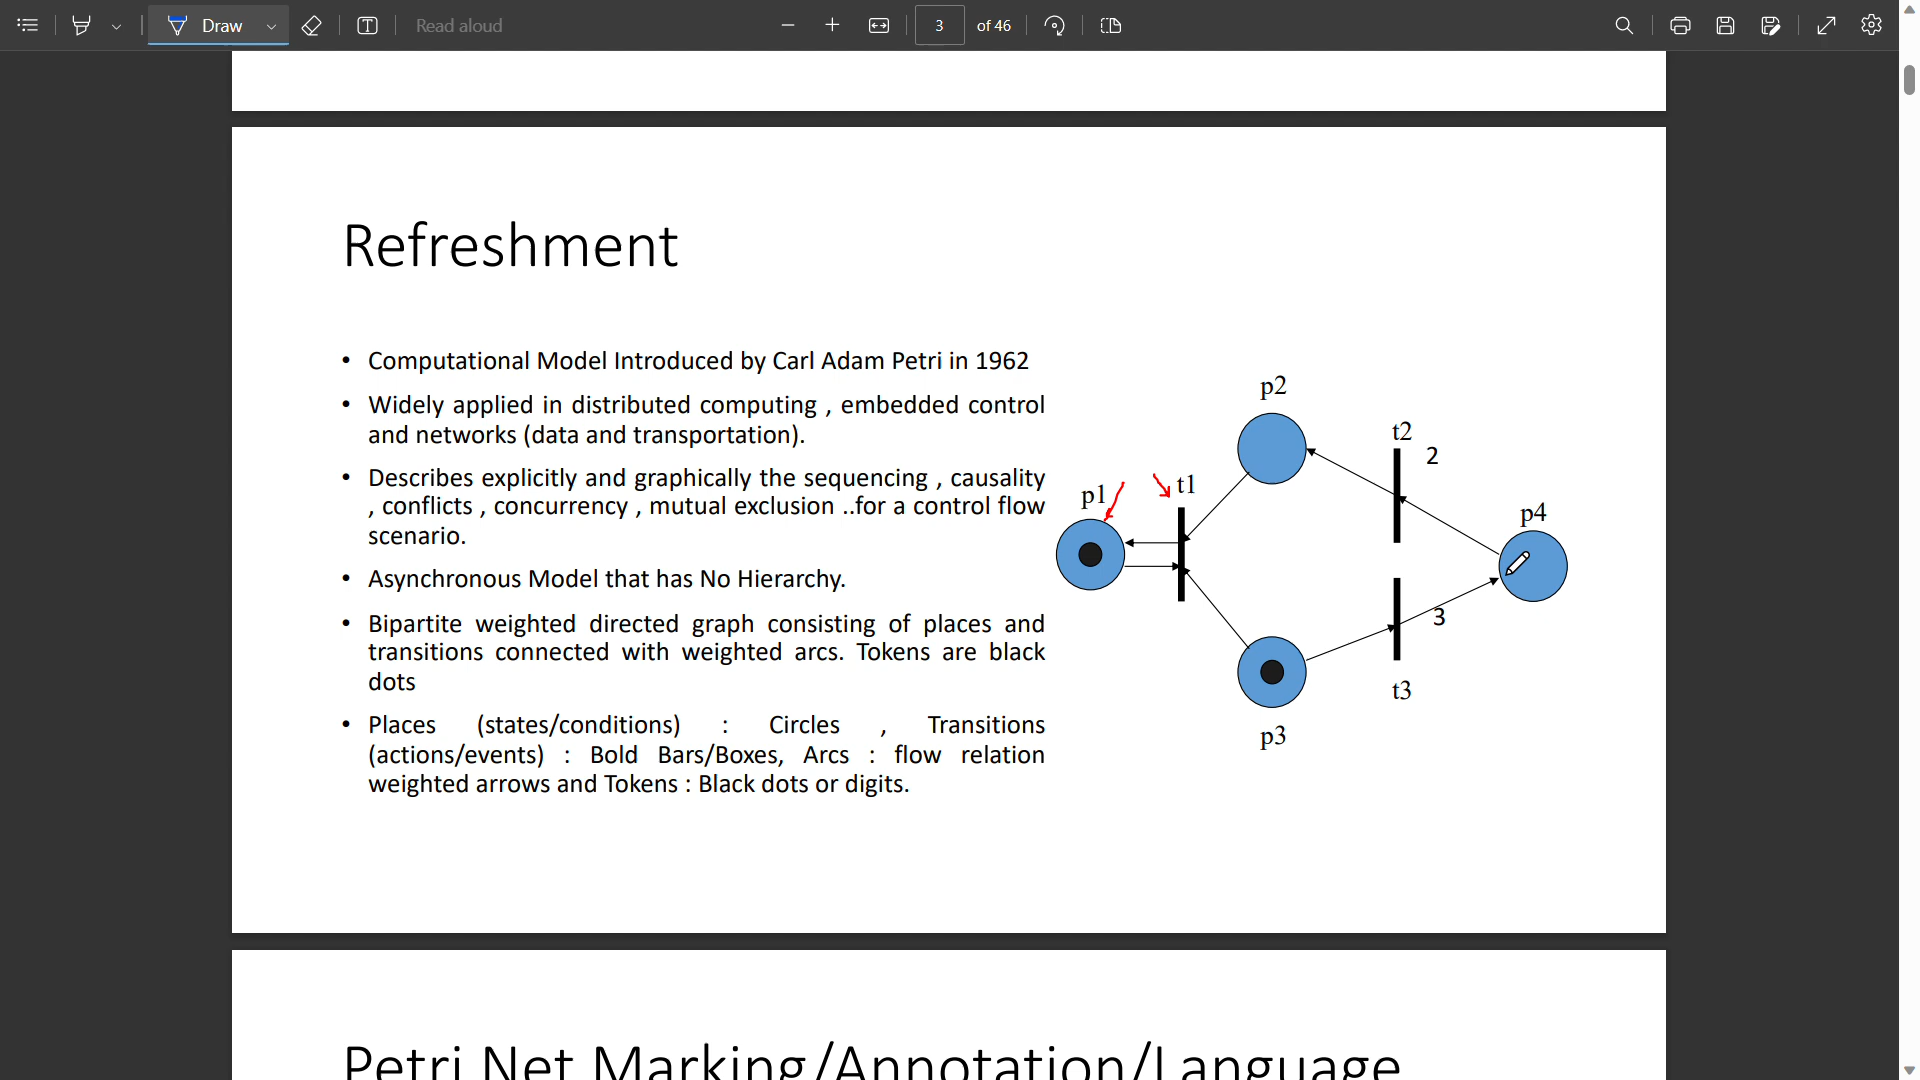 Draw
Read aloud
3
of 46
Refreshment
• Computational Model Introduced by Carl Adam Petri in 1962
• Widely applied in distributed computing , embedded control
and networks (data and transportation).
• Describes explicitly and graphically the sequencing , causality
, conflicts , concurrency , mutual exclusion ..for a control flow
scenario.
• Asynchronous Model that has No Hierarchy.
• Bipartite weighted directed graph consisting of places and
transitions connected with weighted arcs. Tokens are black
dots
• Places (states/conditions) : Circles , Transitions
(actions/events) : Bold Bars/Boxes, Arcs : flow relation
weighted arrows and Tokens : Black dots or digits.
p2
t2
2
p1
t1
p4
3
t3
p3
Petri Net Marking/Annotation/Language